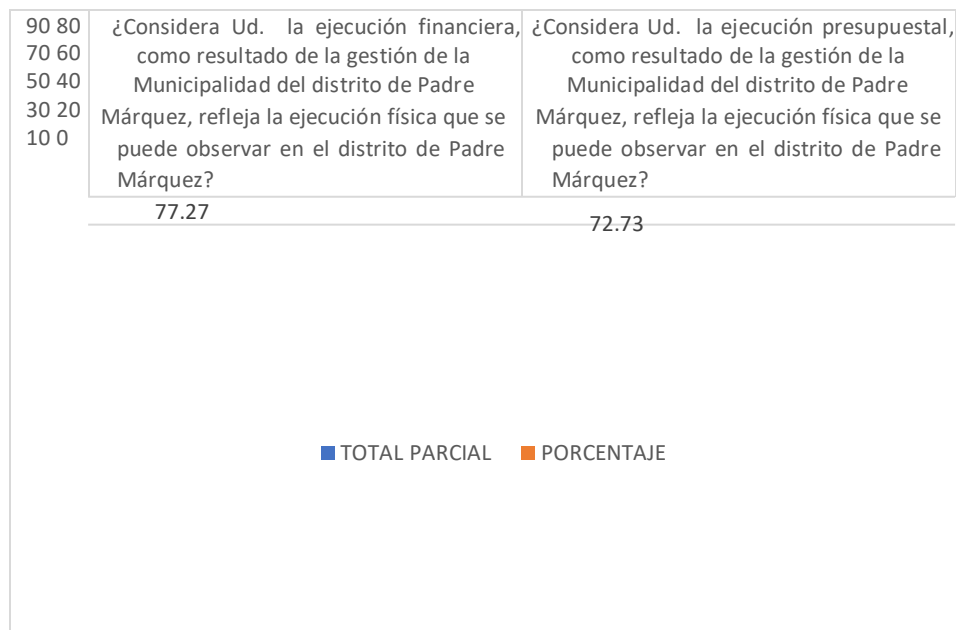 90 80
70 60
50 40
30 20
10 0
¿Considera Ud. la ejecución financiera,
como resultado de la gestión de la
Municipalidad del distrito de Padre
Márquez, refleja la ejecución física que se
puede observar en el distrito de Padre
Márquez?
¿Considera Ud. la ejecución presupuestal,
como resultado de la gestión de la
Municipalidad del distrito de Padre
Márquez, refleja la ejecución física que se
puede observar en el distrito de Padre
Márquez?
77.27
72.73
TOTAL PARCIAL PORCENTAJE